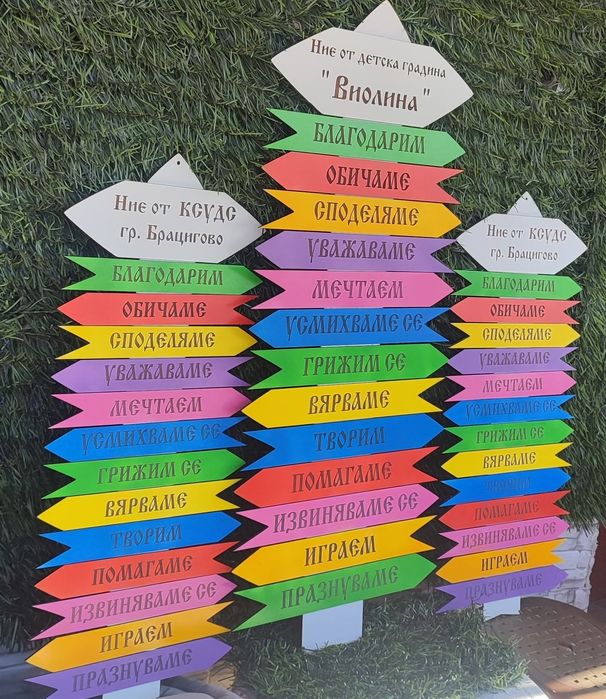 Ние от КСУДС
гр. Брацигово
БЛАГОДАРИМ
ОБИЧАМЕ
СПОДЕЛЯМЕ
УВАЖАВАМЕ
МЕЧТАЕМ
УСМИХВАМЕ СЕ
ГРИЖИМ СЕ
ВЯРВАМЕ
ТВОРИМ
ПОМАГАМЕ
ИЗВИНЯВАМЕ СЕ
ИГРАЕМ
ПРАЗНУВАМЕ
Ние от детска градина
"Виолина"
БЛАГОДАРИМ
ОБИЧАМЕ
СПОДЕЛЯМЕ
УВАЖАВАМЕ
МЕЧТАЕМ
УСМИХВАМЕ СЕ
ГРИЖИМ СЕ
ВЯРВАМЕ
ТВОРИМ
ПОМАГАМЕ
ИЗВИНЯВАМЕ СЕ
ИГРАЕМ
ПРАЗНУВАМЕ
Ние от КСУДС
гр. Брацигово
БЛАГОДАРИМ
ОБИЧАМЕ
СПОДЕЛЯМЕ
УВАЖАВАМЕ
МЕЧТАЕМ
УСМИХВАМЕ СЕ
ГРИЖИМ СЕ
ВЯРВАМЕ
ТВОРИМ
ПОМАГАМЕ
ИЗВИНЯВАМЕ СЕ
ИГРАЕМ
ПРАЗНУВАМЕ